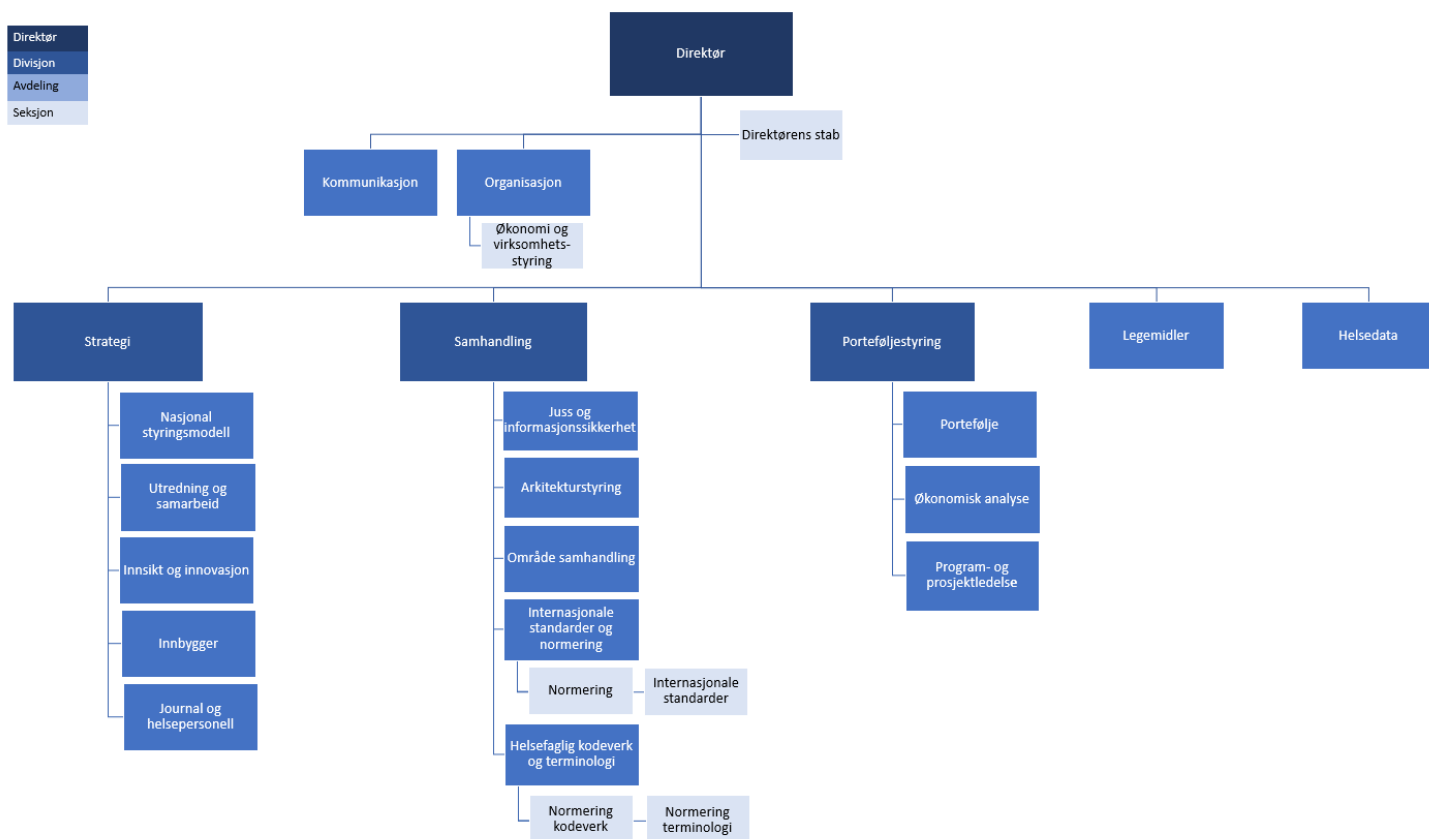 Direktør
Divisjon
Avdeling
Seksjon
Direktør
Direktørens stab
Kommunikasjon
Organisasjon
Økonomi og
virksomhets-
styring
Strategi
Samhandling
Porteføljestyring
Legemidler
Helsedata
Nasjonal
styringsmodell
Utredning og
samarbeid
Innsikt og innovasjon
Innbygger
Journal og
helsepersonell
Juss og
informasjonssikkerhet
Arkitekturstyring
Område samhandling
Internasjonale
standarder og
normering
Normering
Internasjonale
standarder
Helsefaglig kodeverk
og terminologi
Normering
kodeverk
Normering
terminologi
Portefølje
Økonomisk analyse
Program- og
prosjektledelse